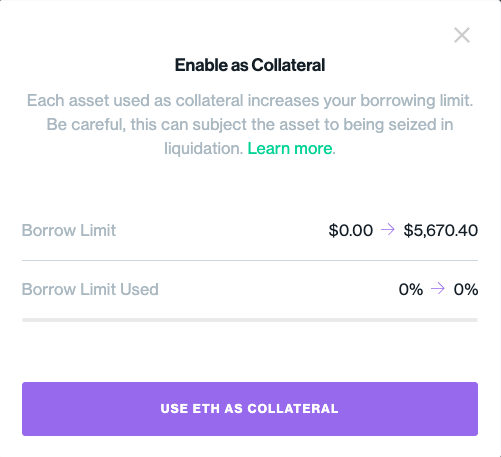 Enable as Collateral
Each asset used as collateral increases your borrowing limit.
Be careful, this can subject the asset to being seized in
liquidation. Learn more.
Borrow Limit $0.00 → $5,670.40
Borrow Limit Used 0% → 0%
USE ETH AS COLLATERAL